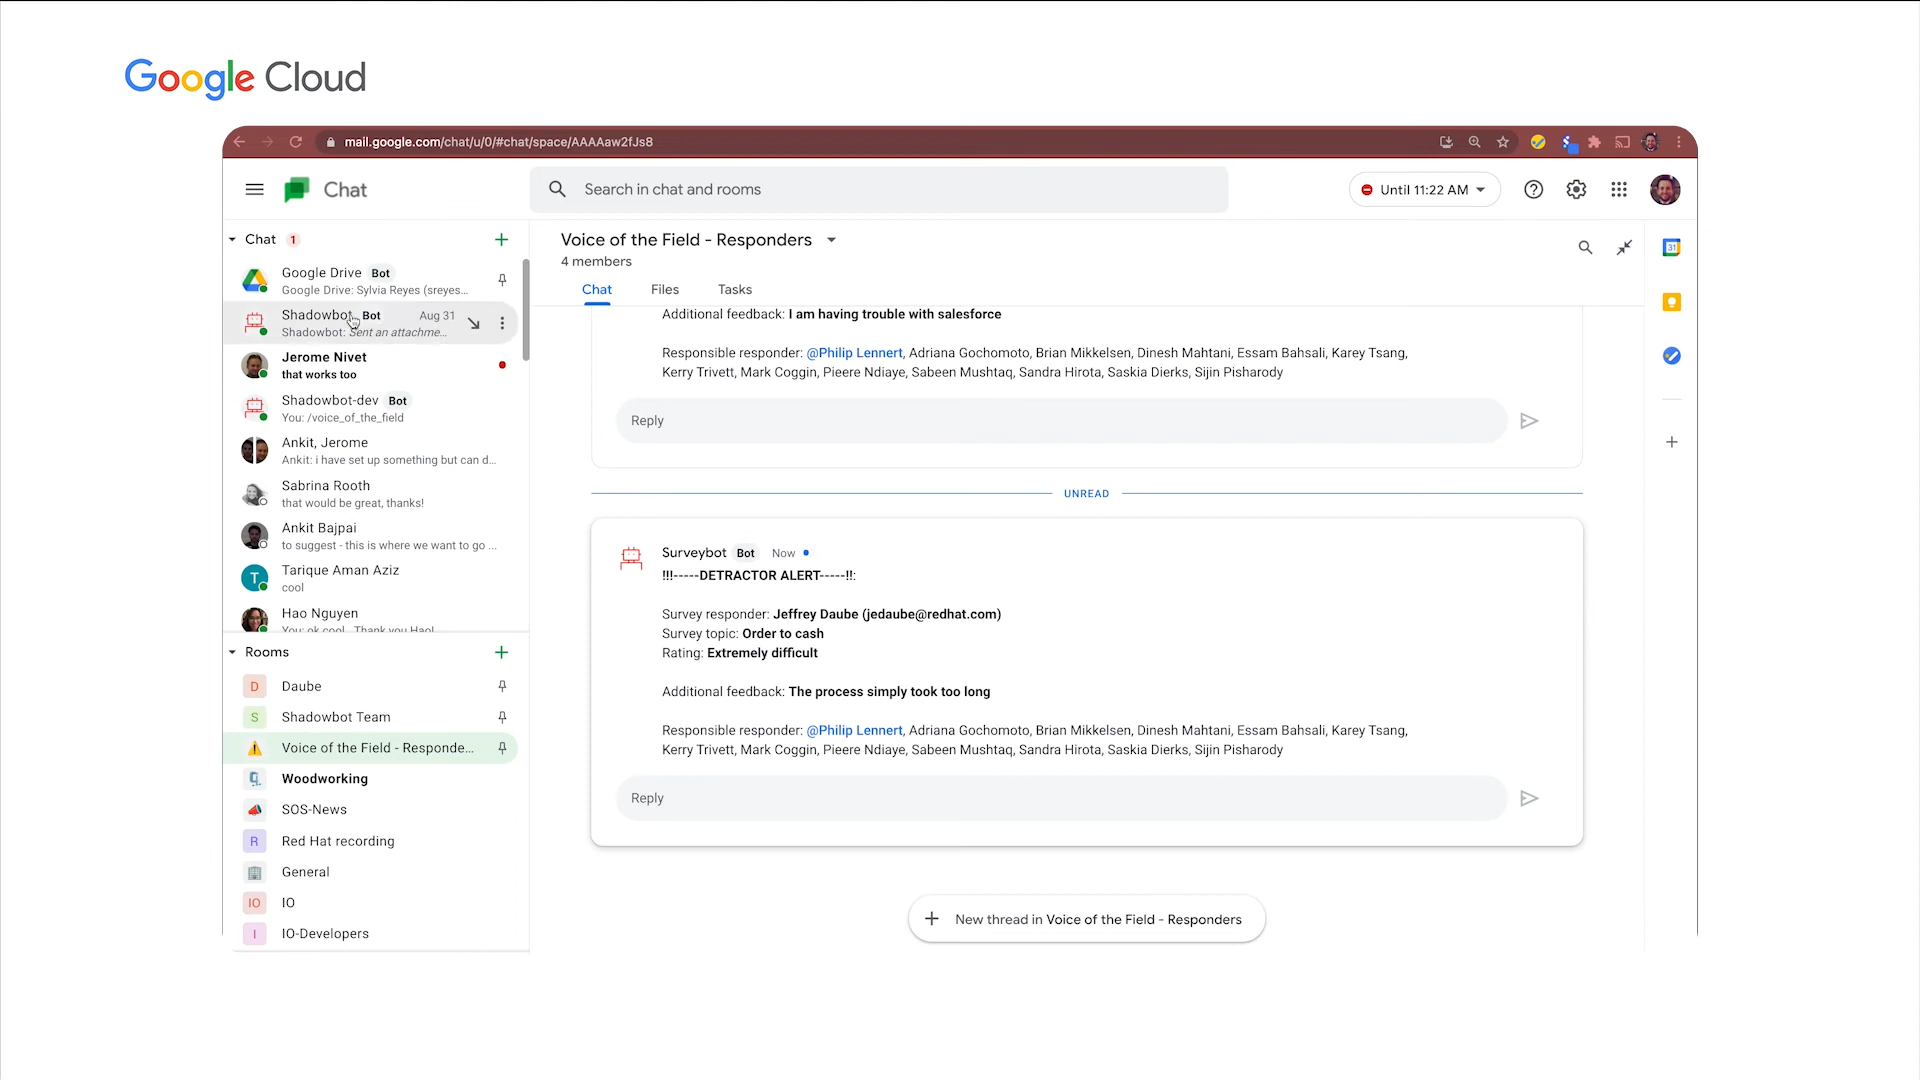 Google Cloud
mail.google.com/chat/u/0/#chat/space/AAAAaw2fJs8
Chat
Search in chat and rooms
Until 11:22 AM
Chat 1
Google Drive Bot
Google Drive: Sylvia Reyes (sreyes...
Shadowbot Bot Aug 31
Shadowbot: Sent an attachme...
Jerome Nivet
that works too
Shadowbot-dev Bot
You: /voice_of_the_field
Ankit, Jerome
Ankit: i have set up something but can d...
Sabrina Rooth
that would be great, thanks!
Ankit Bajpai
to suggest - this is where we want to go ...
T
Tarique Aman Aziz
cool
Hao Nguyen
You: ok cool. Thank you Hao!
Rooms
D Daube
S Shadowbot Team
Voice of the Field - Responde...
Woodworking
SOS-News
R Red Hat recording
General
IO IO
I IO-Developers
Voice of the Field - Responders
4 members
Chat Files Tasks
Additional feedback: I am having trouble with salesforce
Responsible responder: @Philip Lennert, Adriana Gochomoto, Brian Mikkelsen, Dinesh Mahtani, Essam Bahsali, Karey Tsang,
Kerry Trivett, Mark Coggin, Pieere Ndiaye, Sabeen Mushtaq, Sandra Hirota, Saskia Dierks, Sijin Pisharody
Reply
UNREAD
Surveybot Bot Now
!!!-----DETRACTOR ALERT-----!!:
Survey responder: Jeffrey Daube (jedaube@redhat.com)
Survey topic: Order to cash
Rating: Extremely difficult
Additional feedback: The process simply took too long
Responsible responder: @Philip Lennert, Adriana Gochomoto, Brian Mikkelsen, Dinesh Mahtani, Essam Bahsali, Karey Tsang,
Kerry Trivett, Mark Coggin, Pieere Ndiaye, Sabeen Mushtaq, Sandra Hirota, Saskia Dierks, Sijin Pisharody
Reply
New thread in Voice of the Field - Responders
31